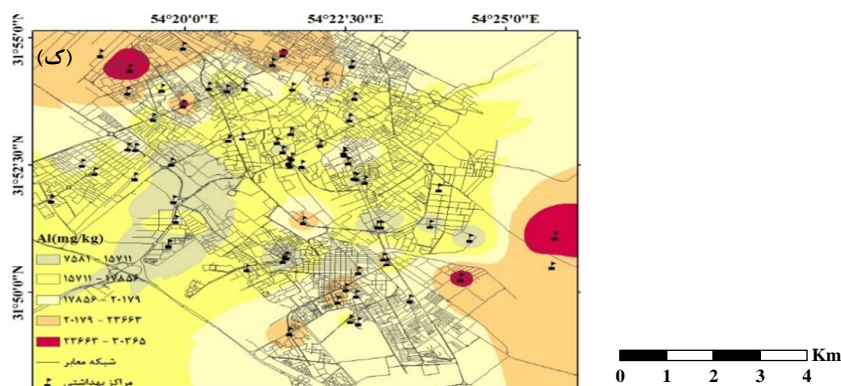 54°20'0"E 54°22'30"E 54°25'0"E
31°55'0"N
(ک)
31°52'30"N
Al(mg/kg)
۷۵۸۱ - ۱۵۷۱۱
۱۵۷۱۱ - ۱۷۸۵۶
۱۷۸۵۶ - ۲۰۱۷۹
۲۰۱۷۹ - ۲۳۶۶۳
۲۳۶۶۳ - ۳۰۳۶۵
31°50'0"N
شبکه معابر
مراکز بهداشتی
Km
0 1 2 3 4